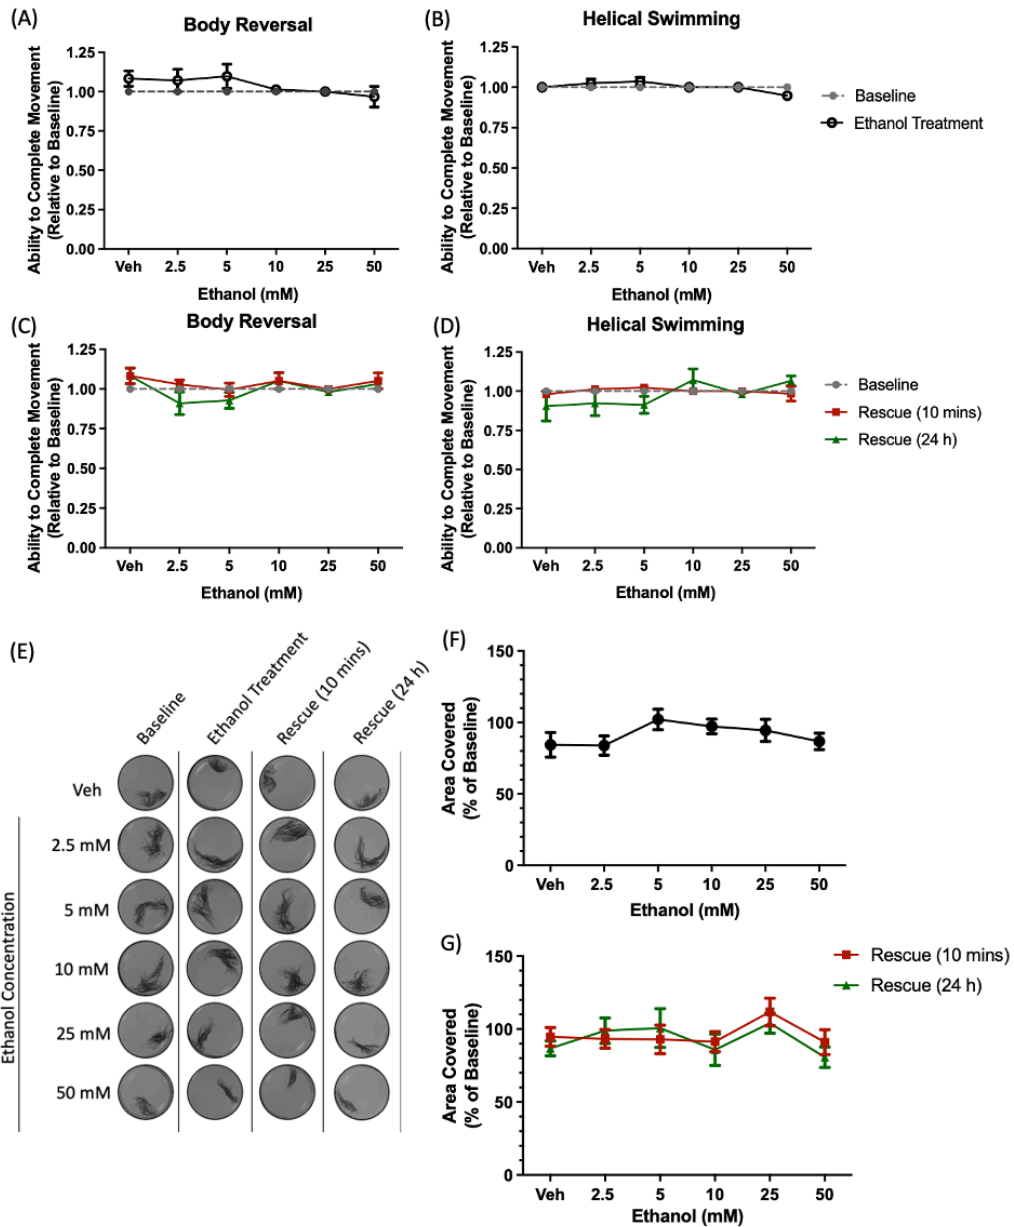 (A)
Body Reversal
Ability to Complete Movement
(Relative to Baseline)
1.25
1.00
0.75
0.50
0.25
0.00
Veh 2.5 5 10 25 50
Ethanol (mM)
(B)
Helical Swimming
Ability to Complete Movement
(Relative to Baseline)
1.25
1.00
0.75
0.50
0.25
0.00
Veh 2.5 5 10 25 50
Ethanol (mM)
Baseline
Ethanol Treatment
(C)
Body Reversal
Ability to Complete Movement
(Relative to Baseline)
1.25
1.00
0.75
0.50
0.25
0.00
Veh 2.5 5 10 25 50
Ethanol (mM)
(D)
Helical Swimming
Ability to Complete Movement
(Relative to Baseline)
1.25
1.00
0.75
0.50
0.25
0.00
Veh 2.5 5 10 25 50
Ethanol (mM)
Baseline
Rescue (10 mins)
Rescue (24 h)
(E)
Baseline
Ethanol Treatment
Rescue (10 mins)
Rescue (24 h)
Veh
2.5 mM
5 mM
10 mM
25 mM
50 mM
Ethanol Concentration
(F)
Area Covered
(% of Baseline)
150
100
50
0
Veh 2.5 5 10 25 50
Ethanol (mM)
(G)
Area Covered
(% of Baseline)
150
100
50
0
Veh 2.5 5 10 25 50
Ethanol (mM)
Rescue (10 mins)
Rescue (24 h)